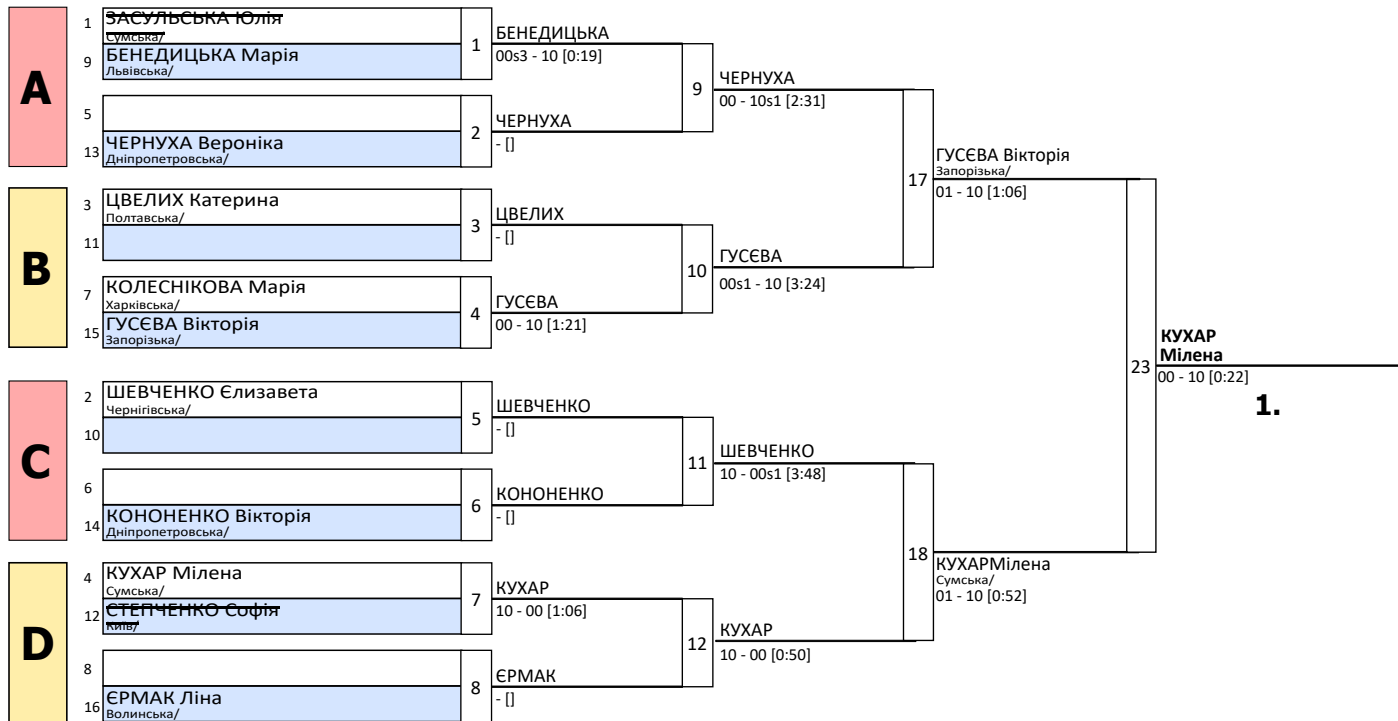 A
1 ЗАСУЛЬСЬКА Юлія
Сумська/
9 БЕНЕДИЦЬКА Марія
Львівська/
1
БЕНЕДИЦЬКА
00s3 - 10 [0:19]
5
13 ЧЕРНУХА Вероніка
Дніпропетровська/
2
ЧЕРНУХА
- []
9
ЧЕРНУХА
00 - 10s1 [2:31]
B
3 ЦВЕЛИХ Катерина
Полтавська/
11
3
ЦВЕЛИХ
- []
7 КОЛЕСНІКОВА Марія
Харківська/
15 ГУСЄВА Вікторія
Запорізька/
4
ГУСЄВА
00 - 10 [1:21]
10
ГУСЄВА
00s1 - 10 [3:24]
17
ГУСЄВА Вікторія
Запорізька/
01 - 10 [1:06]
C
2 ШЕВЧЕНКО Єлизавета
Чернігівська/
10
5
ШЕВЧЕНКО
- []
6
14 КОНОНЕНКО Вікторія
Дніпропетровська/
6
КОНОНЕНКО
- []
11
ШЕВЧЕНКО
10 - 00s1 [3:48]
D
4 КУХАР Мілена
Сумська/
12 СТЕПЧЕНКО Софія
Київ/
7
КУХАР
10 - 00 [1:06]
8
16 ЄРМАК Ліна
Волинська/
8
ЄРМАК
- []
12
КУХАР
10 - 00 [0:50]
18
КУХАРМілена
Сумська/
01 - 10 [0:52]
23
КУХАР
Мілена
00 - 10 [0:22]
1.